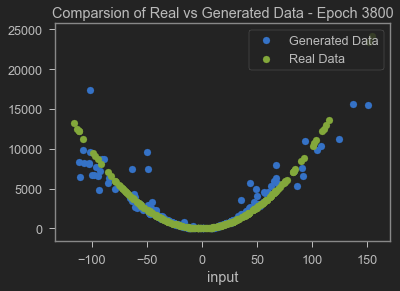 Comparsion of Real vs Generated Data - Epoch 3800
Generated Data
Real Data
25000
20000
15000
10000
5000
0
−100 −50 0 50 100 150
input